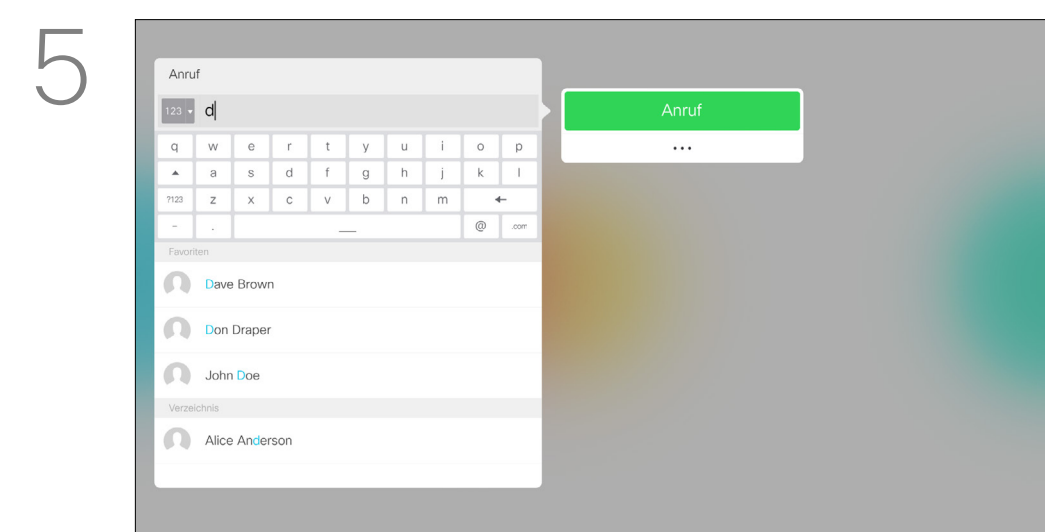 5
Anruf
123 d
Anruf
...
q w e r t y u i o p
a s d f g h j k l
?123 z x c v b n m
- . @ .com
Favoriten
Dave Brown
Don Draper
John Doe
Verzeichnis
Alice Anderson